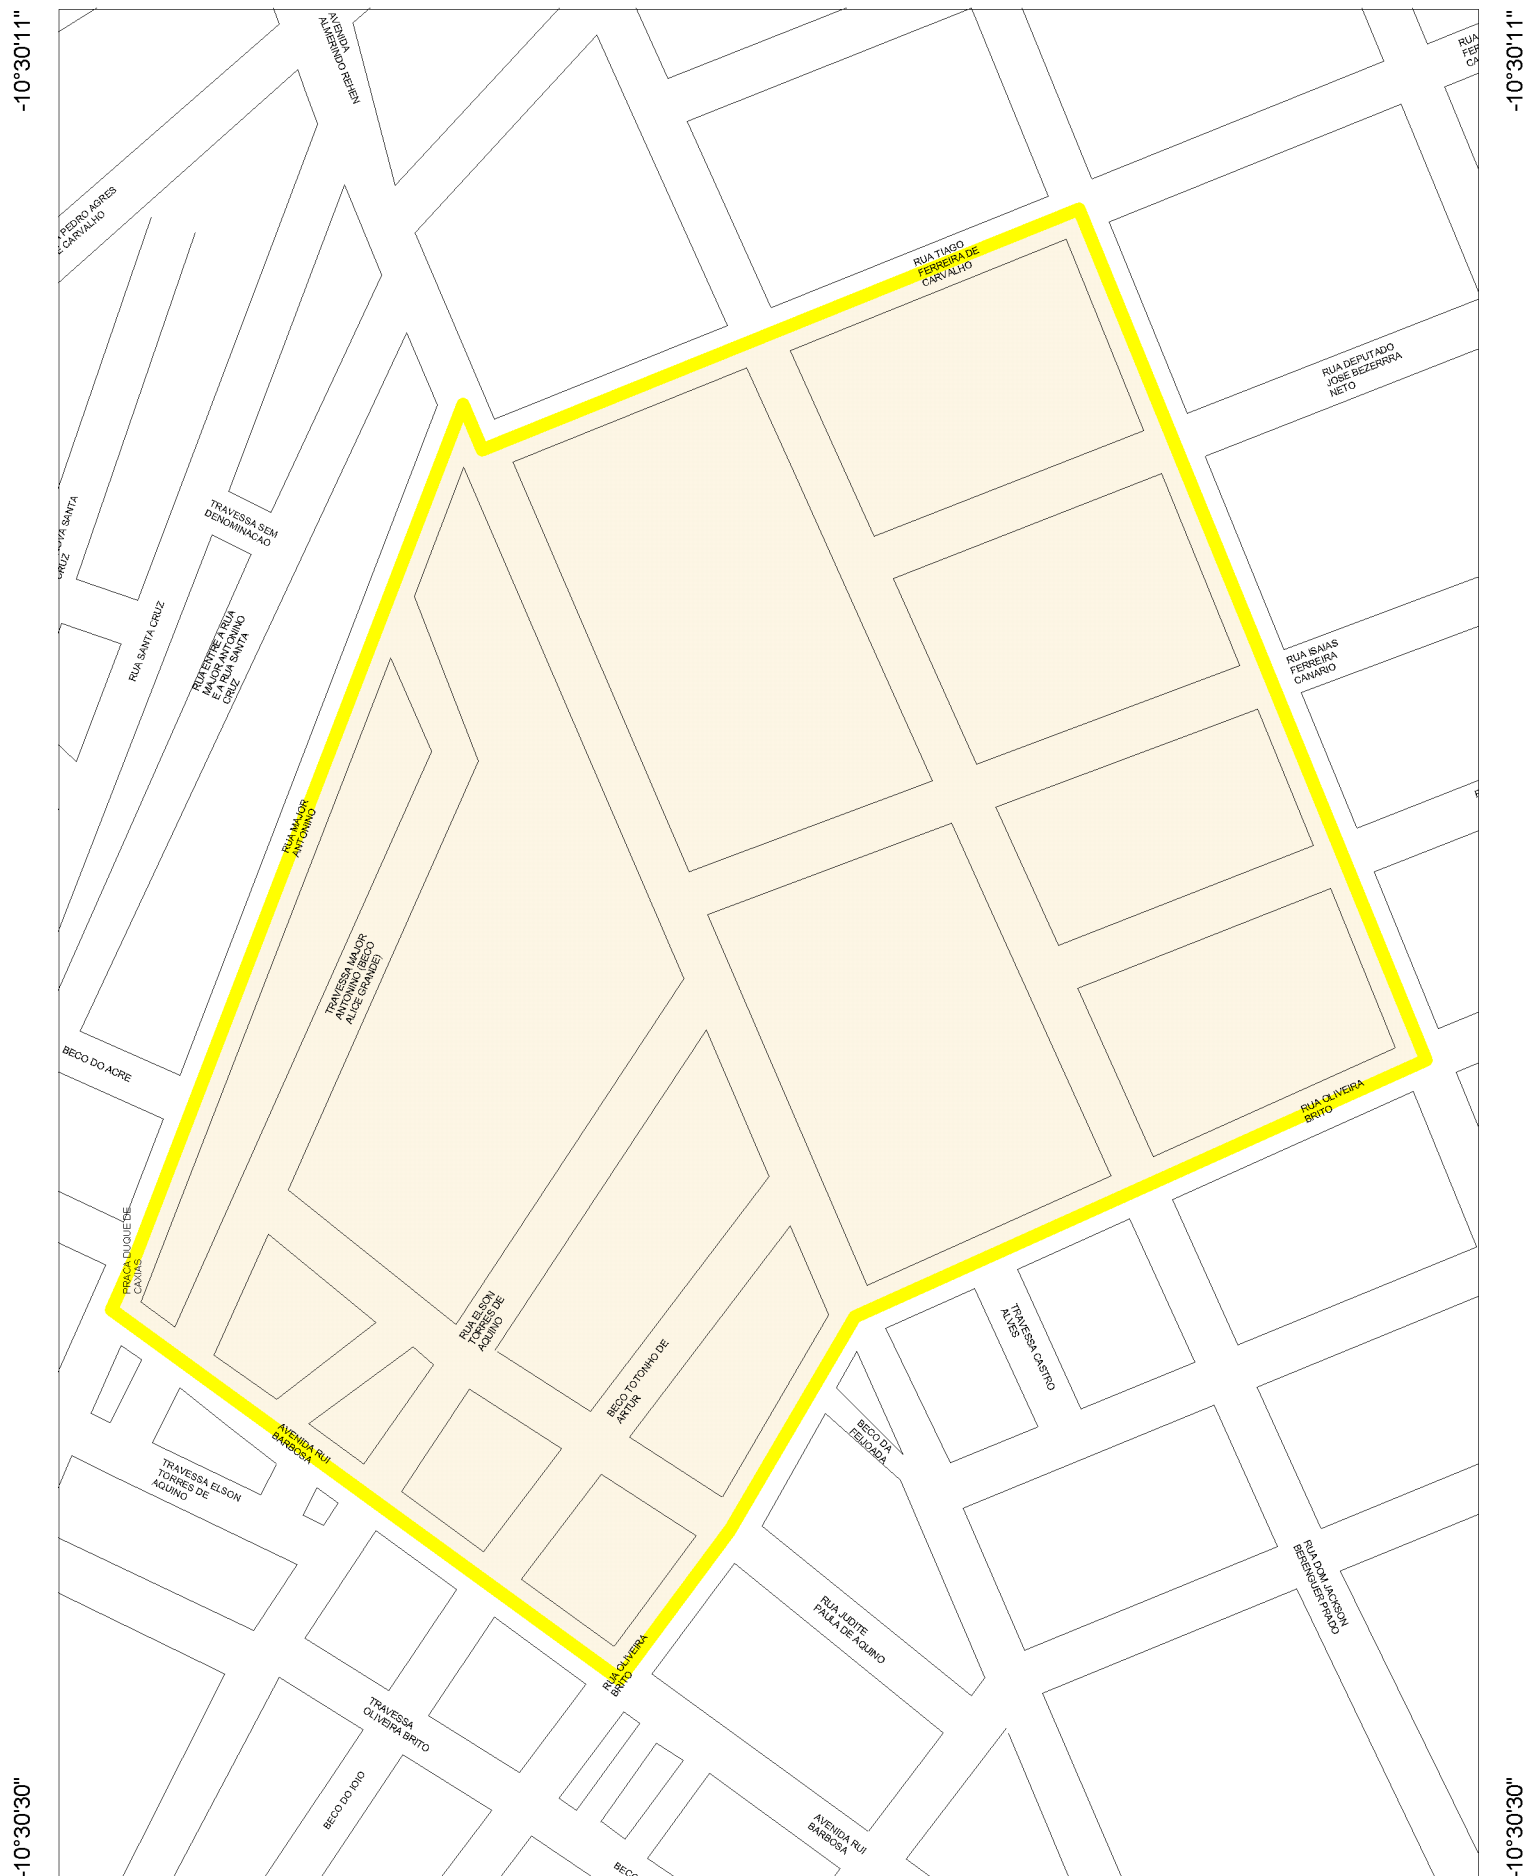 -10°30'11"
-10°30'11"
AVENIDA
ALMERINDO REHEN
RUA
PEDRO AGRES
E CARVALHO
RUA TIAGO
FERREIRA DE
CARVALHO
RUA DEPUTADO
JOSE BEZERRRA
NETO
SANTA
CRUZ
TRAVESSA SEM
DENOMINACAO
RUA SANTA CRUZ
RUA ENTRE A RUA
MAJOR ANTONINO
E A RUA SANTA
CRUZ
RUA ISAIAS
FERREIRA
CANARIO
RUA MAJOR
ANTONINO
TRAVESSA MAJOR
ANTONINO (BECO
ALICE GRANDE)
BECO DO ACRE
RUA OLIVEIRA
BRITO
PRACA DUQUE DE
CAXIAS
RUA ELSON
TORRES DE
AQUINO
TRAVESSA CASTRO
ALVES
BECO TOTONHO DE
ARTUR
BECO DA
FEIJOADA
AVENIDA RUI
BARBOSA
TRAVESSA ELSON
TORRES DE
AQUINO
RUA DOM JACKSON
BERENGUER PRADO
RUA JUDITE
PAULA DE AQUINO
RUA OLIVEIRA
BRITO
TRAVESSA
OLIVEIRA BRITO
BECO DO IOIO
AVENIDA RUI
BARBOSA
BECO
-10°30'30"
-10°30'30"